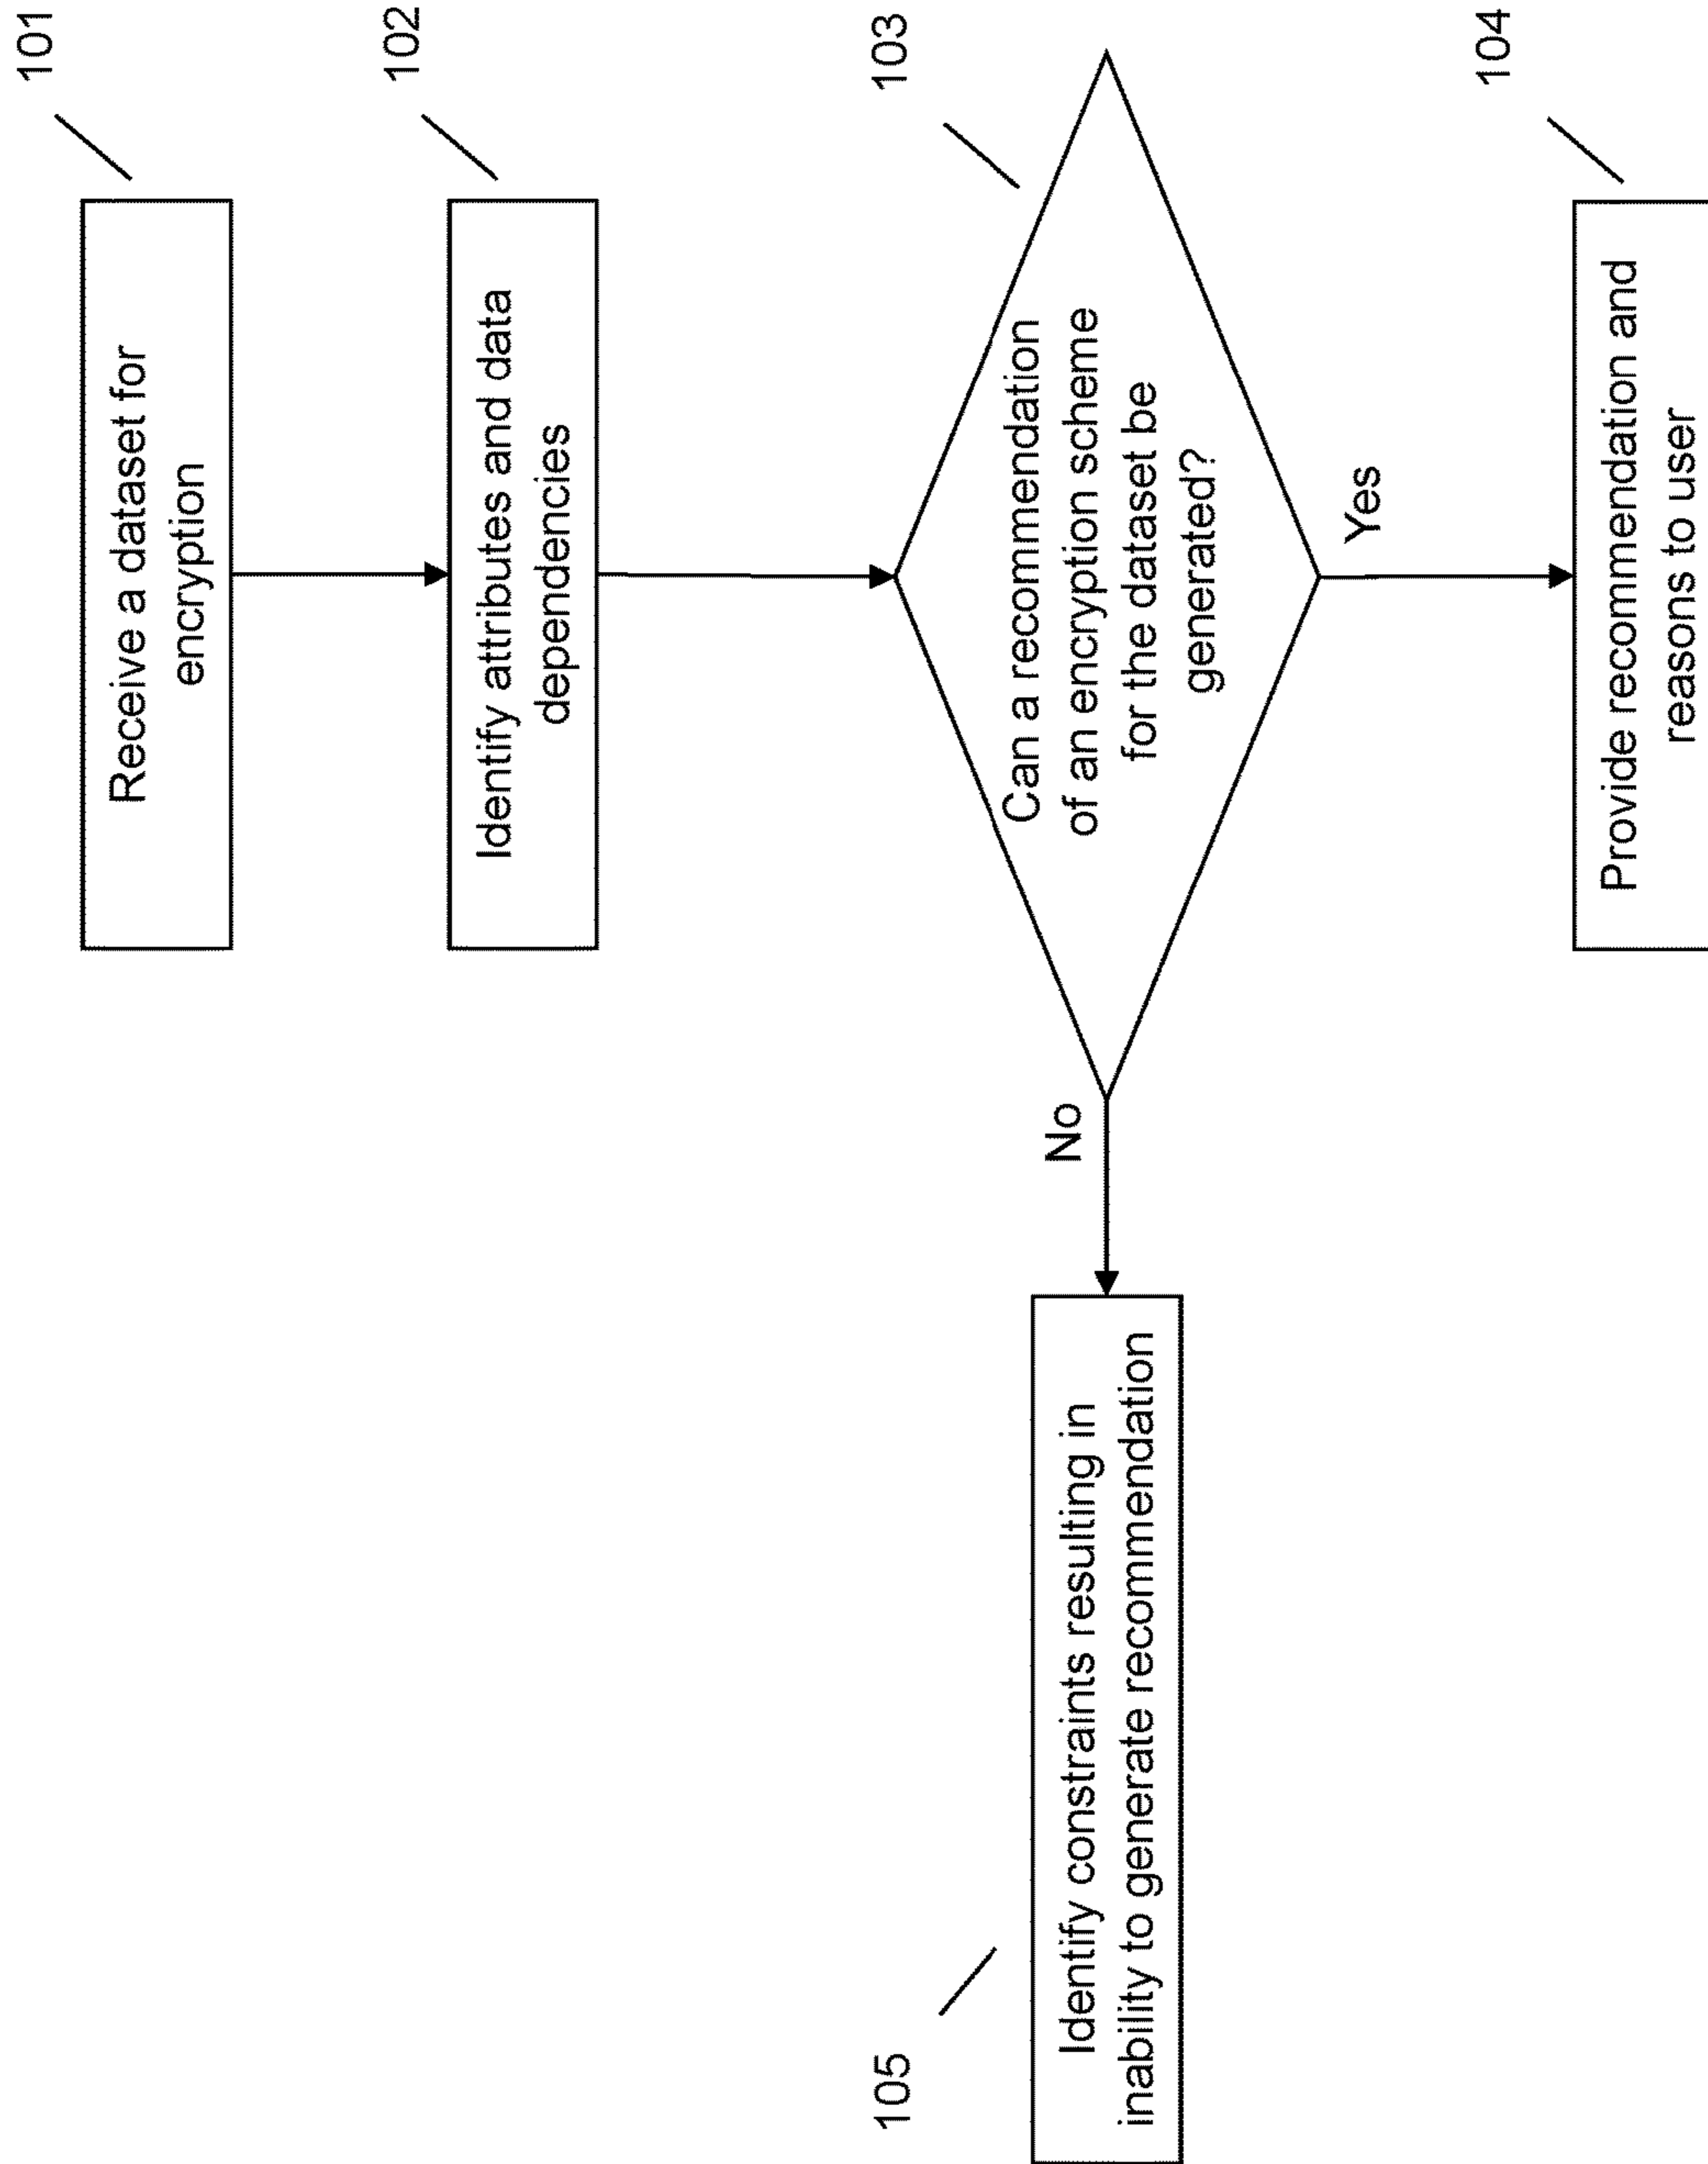 101
Receive a dataset for
encryption
102
Identify attributes and data
dependencies
103
Can a recommendation
of an encryption scheme
for the dataset be
generated?
No
Yes
105
Identify constraints resulting in
inability to generate recommendation
104
Provide recommendation and
reasons to user